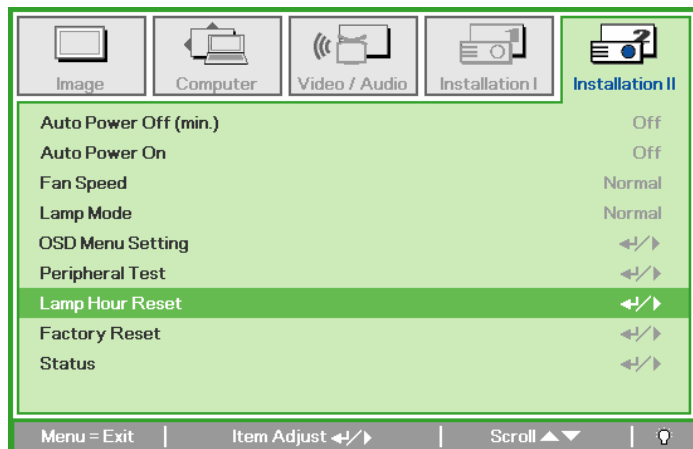 Image Computer Video / Audio Installation I Installation II
Auto Power Off (min.) Off
Auto Power On Off
Fan Speed Normal
Lamp Mode Normal
OSD Menu Setting
Peripheral Test
Lamp Hour Reset
Factory Reset
Status
Menu = Exit Item Adjust Scroll